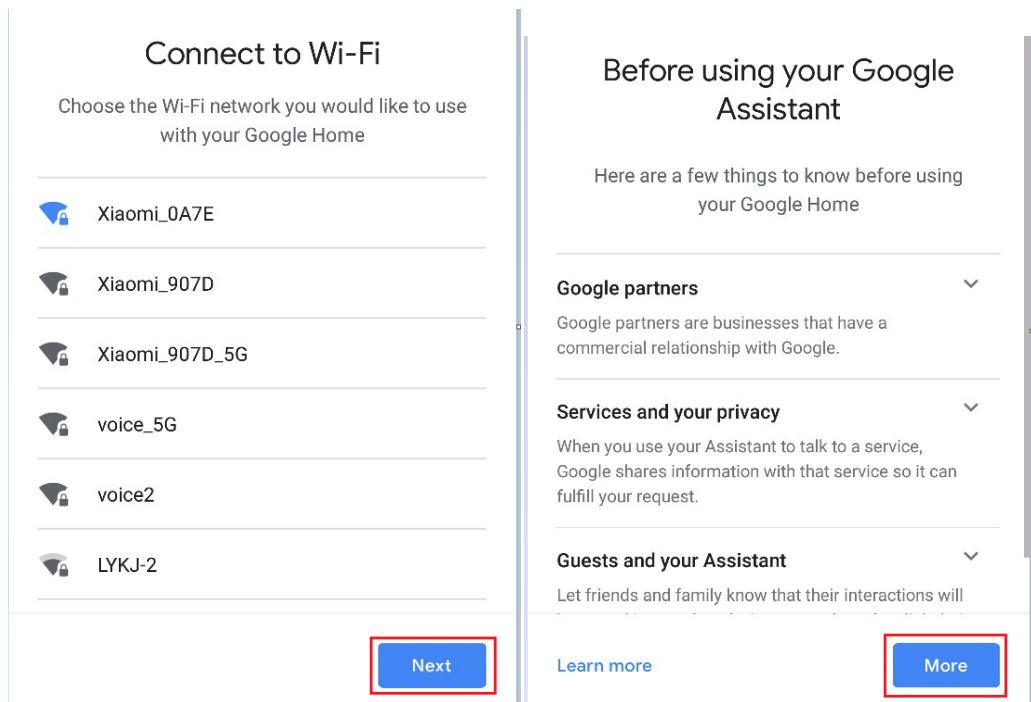 Connect to Wi-Fi
Choose the Wi-Fi network you would like to use
with your Google Home
Xiaomi_0A7E
Xiaomi_907D
Xiaomi_907D_5G
voice_5G
voice2
LYKJ-2
Next
Before using your Google
Assistant
Here are a few things to know before using
your Google Home
Google partners
Google partners are businesses that have a
commercial relationship with Google.
Services and your privacy
When you use your Assistant to talk to a service,
Google shares information with that service so it can
fulfill your request.
Guests and your Assistant
Let friends and family know that their interactions will
Learn more
More